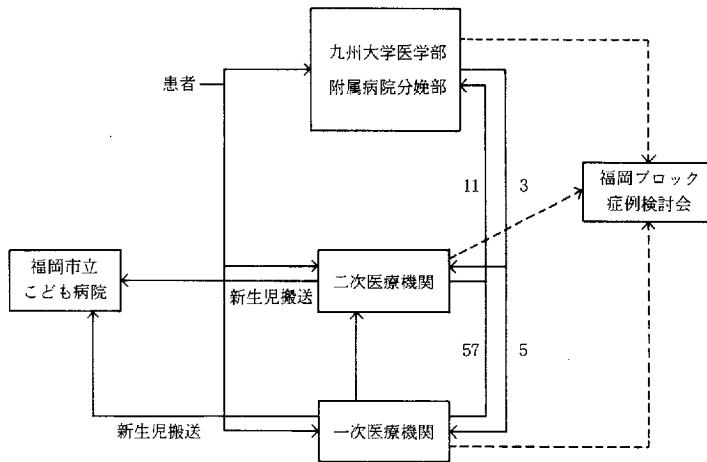 九州大学医学部
附属病院分娩部
患者
11
3
福岡ブロック
症例検討会
福岡市立
こども病院
二次医療機関
新生児搬送
57
5
新生児搬送
一次医療機関